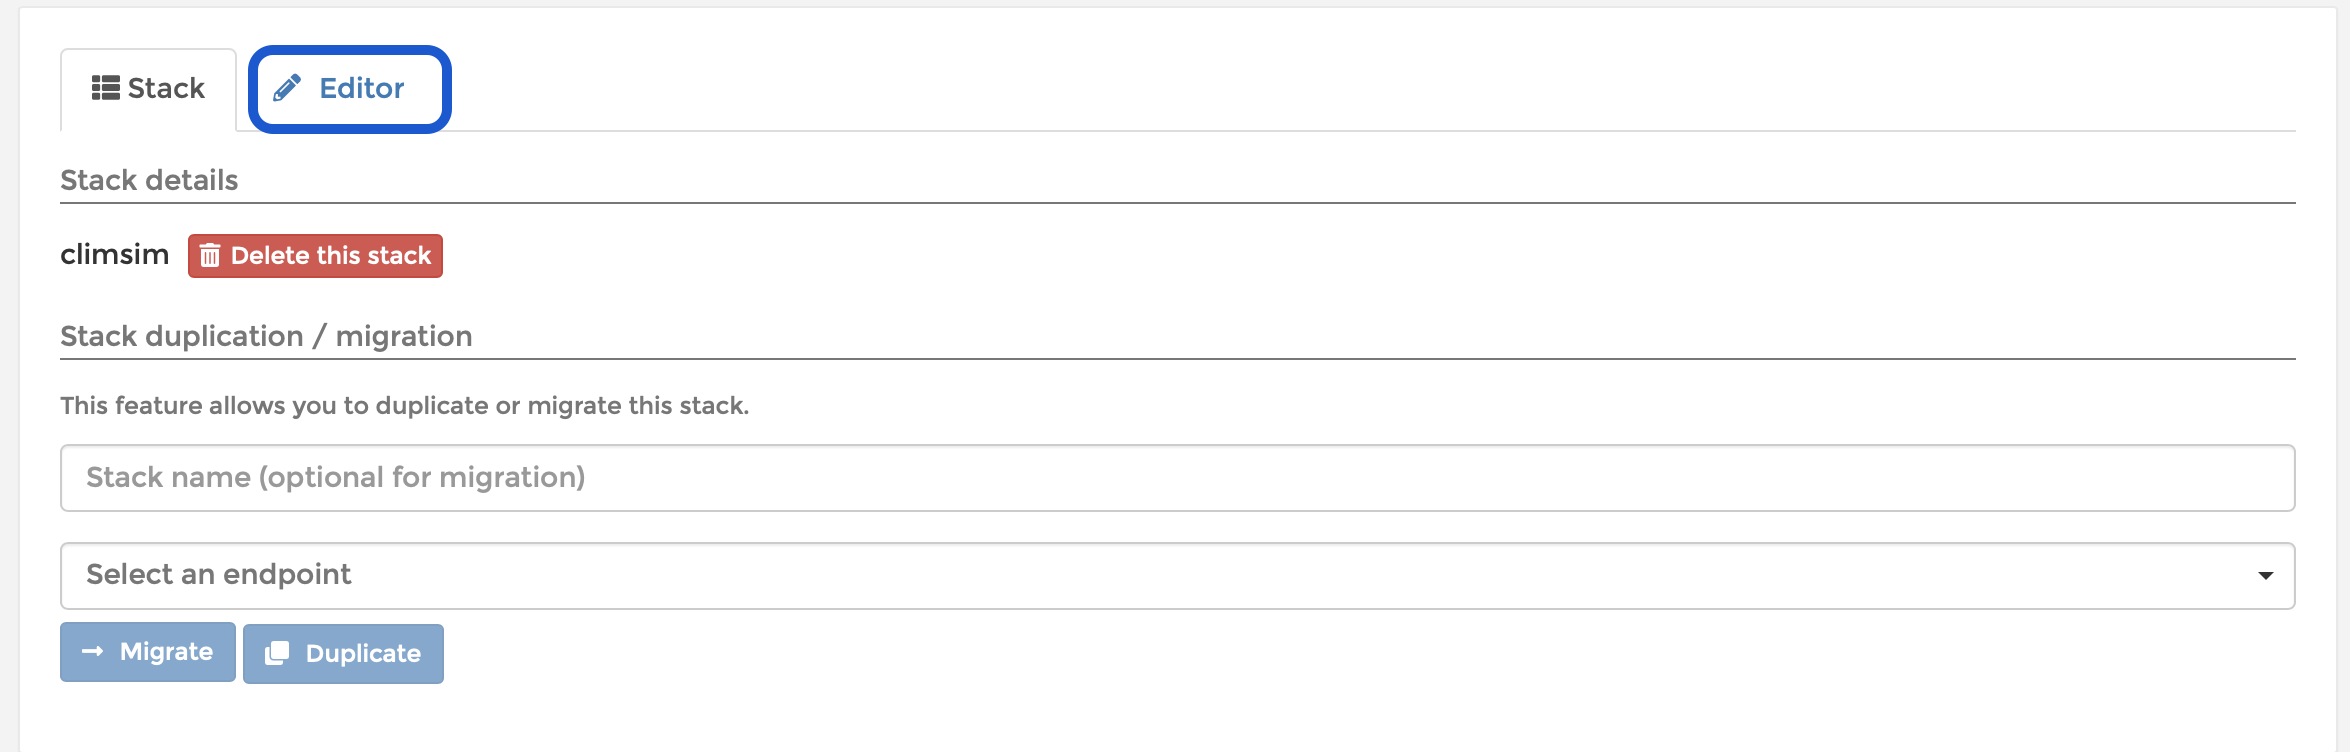 Stack Editor
Stack details
climsim Delete this stack
Stack duplication / migration
This feature allows you to duplicate or migrate this stack.
Stack name (optional for migration)
Select an endpoint
Migrate Duplicate